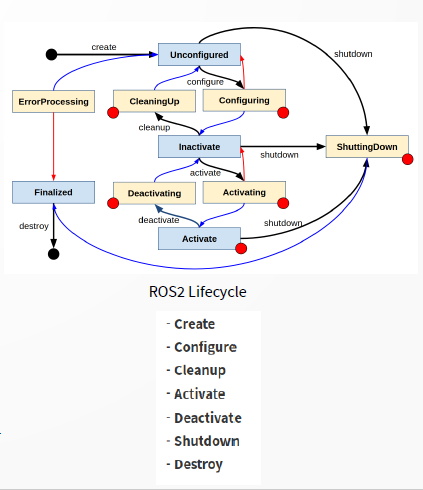 create
Unconfigured
shutdown
configure
ErrorProcessing
CleaningUp
Configuring
cleanup
Inactivate
shutdown
ShuttingDown
activate
Finalized
Deactivating
Activating
destroy
deactivate
shutdown
Activate
ROS2 Lifecycle
- Create
- Configure
- Cleanup
- Activate
- Deactivate
- Shutdown
- Destroy